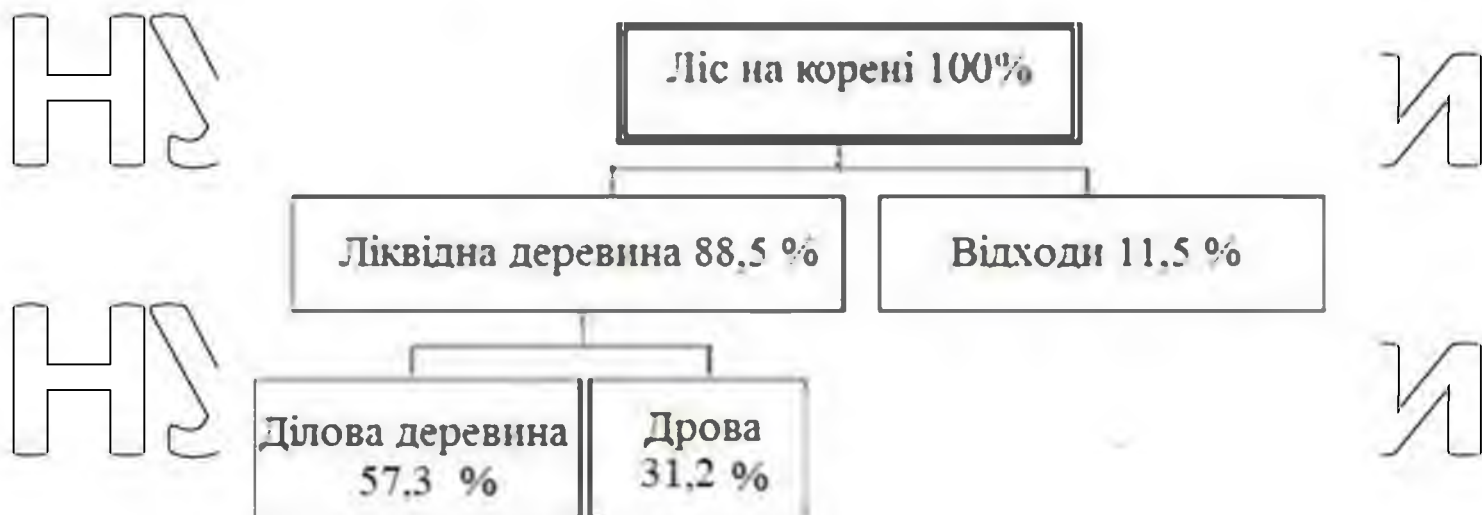 Ліс на корені 100%
Ліквідна деревина 88,5 %
Відходи 11,5 %
Ділова деревина
57,3 %
Дрова
31,2 %